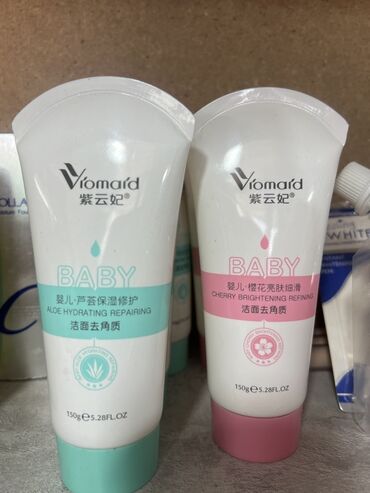 Vromard
紫云妃®
BABY
婴儿·芦荟保湿修护
ALOE HYDRATING REPAIRING
洁面去角质
150g℮5.28FL.OZ
Vromard
紫云妃®
BABY
婴儿·樱花亮肤细滑
CHERRY BRIGHTENING REFINING
洁面去角质
150g℮5.28FL.OZ
WHITE